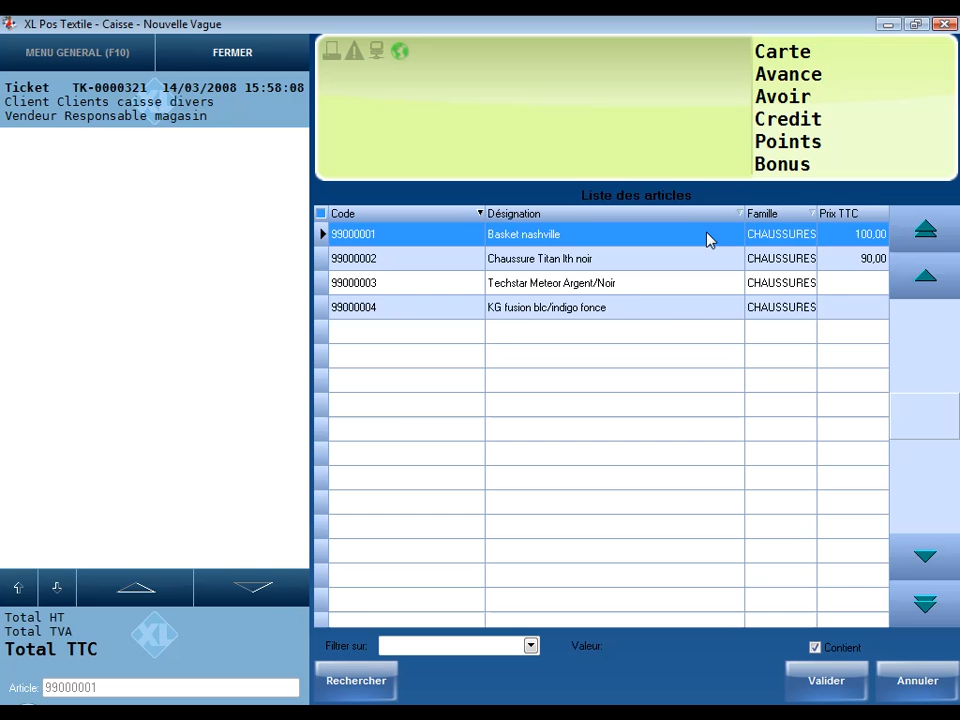 XL Pos Textile - Caisse - Nouvelle Vague
MENU GENERAL (F10) FERMER
Ticket TK-0000321 14/03/2008 15:58:08
Client Clients caisse divers
Vendeur Responsable magasin
Carte
Avance
Avoir
Credit
Points
Bonus
Liste des articles
Code Désignation Famille Prix TTC
99000001 Basket nashville CHAUSSURES 100,00
99000002 Chaussure Titan lth noir CHAUSSURES 90,00
99000003 Techstar Meteor Argent/Noir CHAUSSURES
99000004 KG fusion blc/indigo fonce CHAUSSURES
Total HT
Total TVA
Total TTC
XL
Filtrer sur: Valeur: Contient
Article: 99000001
Rechercher Valider Annuler